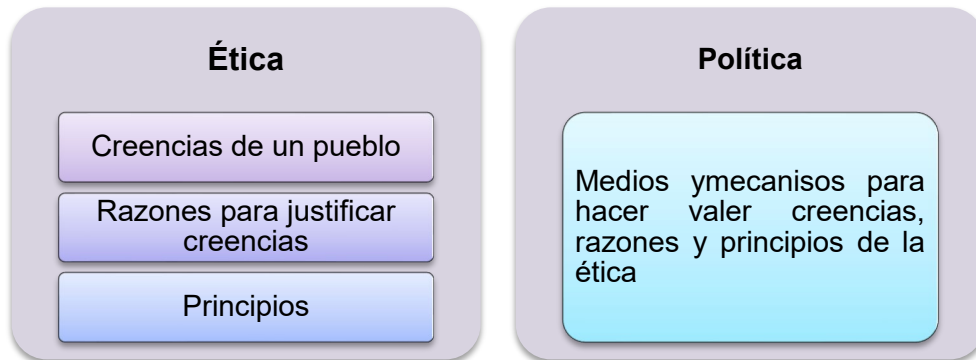 Ética
Creencias de un pueblo
Razones para justificar
creencias
Principios
Política
Medios ymecanisos para
hacer valer creencias,
razones y principios de la
ética